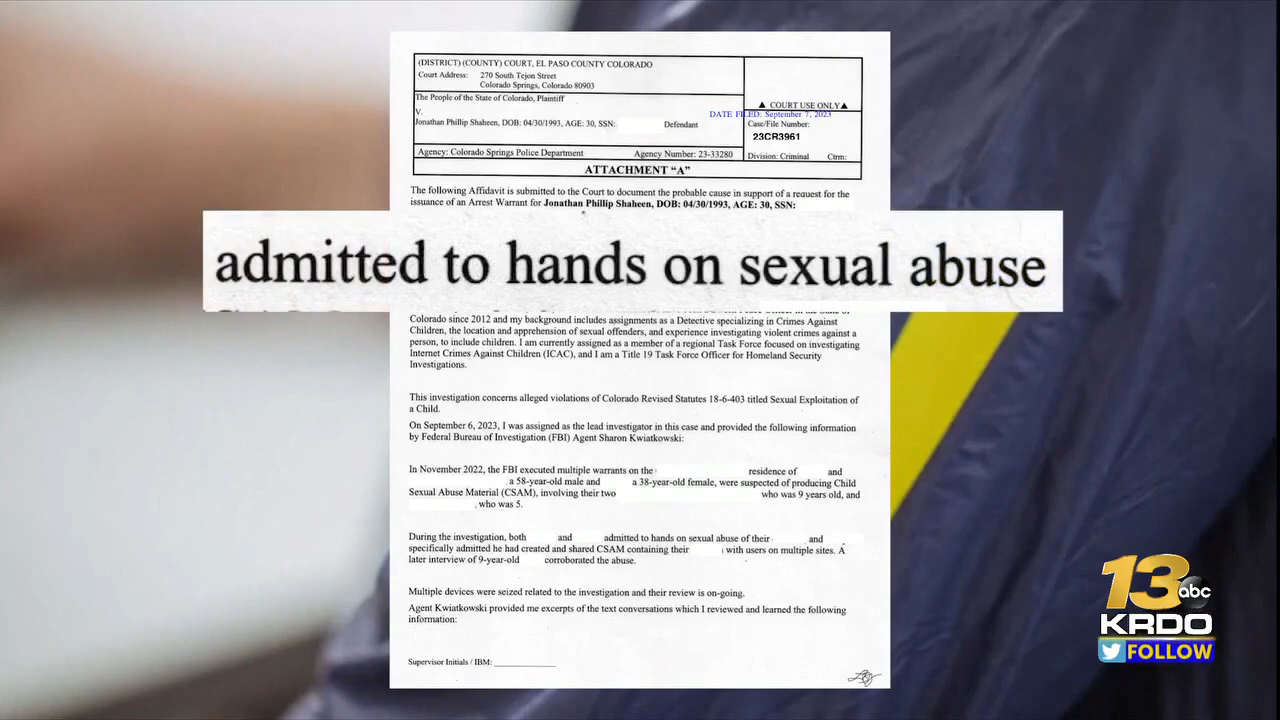 (DISTRICT) (COUNTY) COURT, EL PASO COUNTY COLORADO
Court Address: 270 South Tejon Street
Colorado Springs, Colorado 80903
The People of the State of Colorado, Plaintiff
V.
Jonathan Phillip Shaheen, DOB: 04/30/1993, AGE: 30, SSN: Defendant
▲ COURT USE ONLY▲
DATE FILED: September 7, 2023
Case/File Number:
23CR3961
Agency: Colorado Springs Police Department Agency Number: 23-33280
Division: Criminal Ctrm:
ATTACHMENT “A”
The following Affidavit is submitted to the Court to document the probable cause in support of a request for the
issuance of an Arrest Warrant for Jonathan Phillip Shaheen, DOB: 04/30/1993, AGE: 30, SSN:
admitted to hands on sexual abuse
Colorado since 2012 and my background includes assignments as a Detective specializing in Crimes Against
Children, the location and apprehension of sexual offenders, and experience investigating violent crimes against a
person, to include children. I am currently assigned as a member of a regional Task Force focused on investigating
Internet Crimes Against Children (ICAC), and I am a Title 19 Task Force Officer for Homeland Security
Investigations.
This investigation concerns alleged violations of Colorado Revised Statutes 18-6-403 titled Sexual Exploitation of
a Child.
On September 6, 2023, I was assigned as the lead investigator in this case and provided the following information
by Federal Bureau of Investigation (FBI) Agent Sharon Kwiatkowski:
In November 2022, the FBI executed multiple warrants on the residence of and
a 58-year-old male and a 38-year-old female, were suspected of producing Child
Sexual Abuse Material (CSAM), involving their two who was 9 years old, and
, who was 5.
During the investigation, both and admitted to hands on sexual abuse of their and
specifically admitted he had created and shared CSAM containing their with users on multiple sites. A
later interview of 9-year-old corroborated the abuse.
Multiple devices were seized related to the investigation and their review is on-going.
Agent Kwiatkowski provided me excerpts of the text conversations which I reviewed and learned the following
information:
Supervisor Initials / IBM: ____________
13
abc
KRDO
FOLLOW